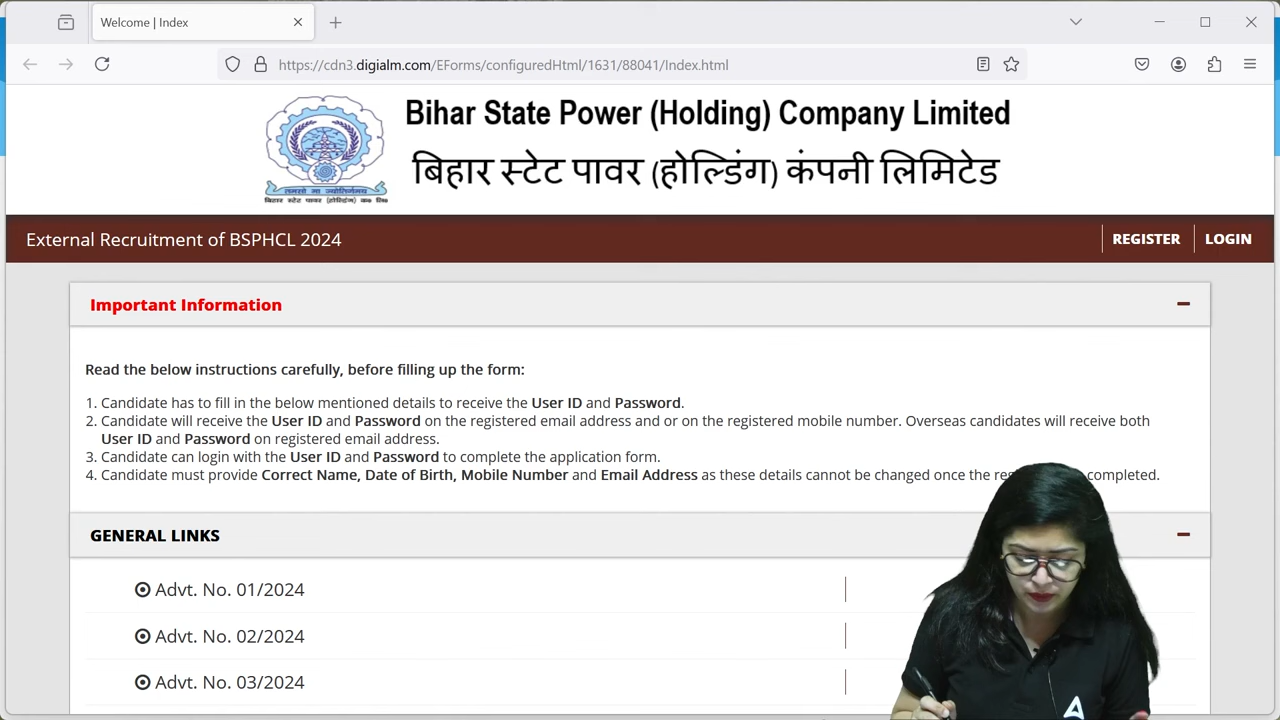 Welcome | Index
https://cdn3.digialm.com/EForms/configuredHtml/1631/88041/Index.html
Bihar State Power (Holding) Company Limited
बिहार स्टेट पावर (होल्डिंग) कंपनी लिमिटेड
तमसो मा ज्योतिर्गमय
बिहार स्टेट पावर (होल्डिंग) कं० लि०
External Recruitment of BSPHCL 2024
REGISTER
LOGIN
Important Information
Read the below instructions carefully, before filling up the form:
1. Candidate has to fill in the below mentioned details to receive the User ID and Password.
2. Candidate will receive the User ID and Password on the registered email address and or on the registered mobile number. Overseas candidates will receive both
User ID and Password on registered email address.
3. Candidate can login with the User ID and Password to complete the application form.
4. Candidate must provide Correct Name, Date of Birth, Mobile Number and Email Address as these details cannot be changed once the completed.
GENERAL LINKS
Advt. No. 01/2024
Advt. No. 02/2024
Advt. No. 03/2024